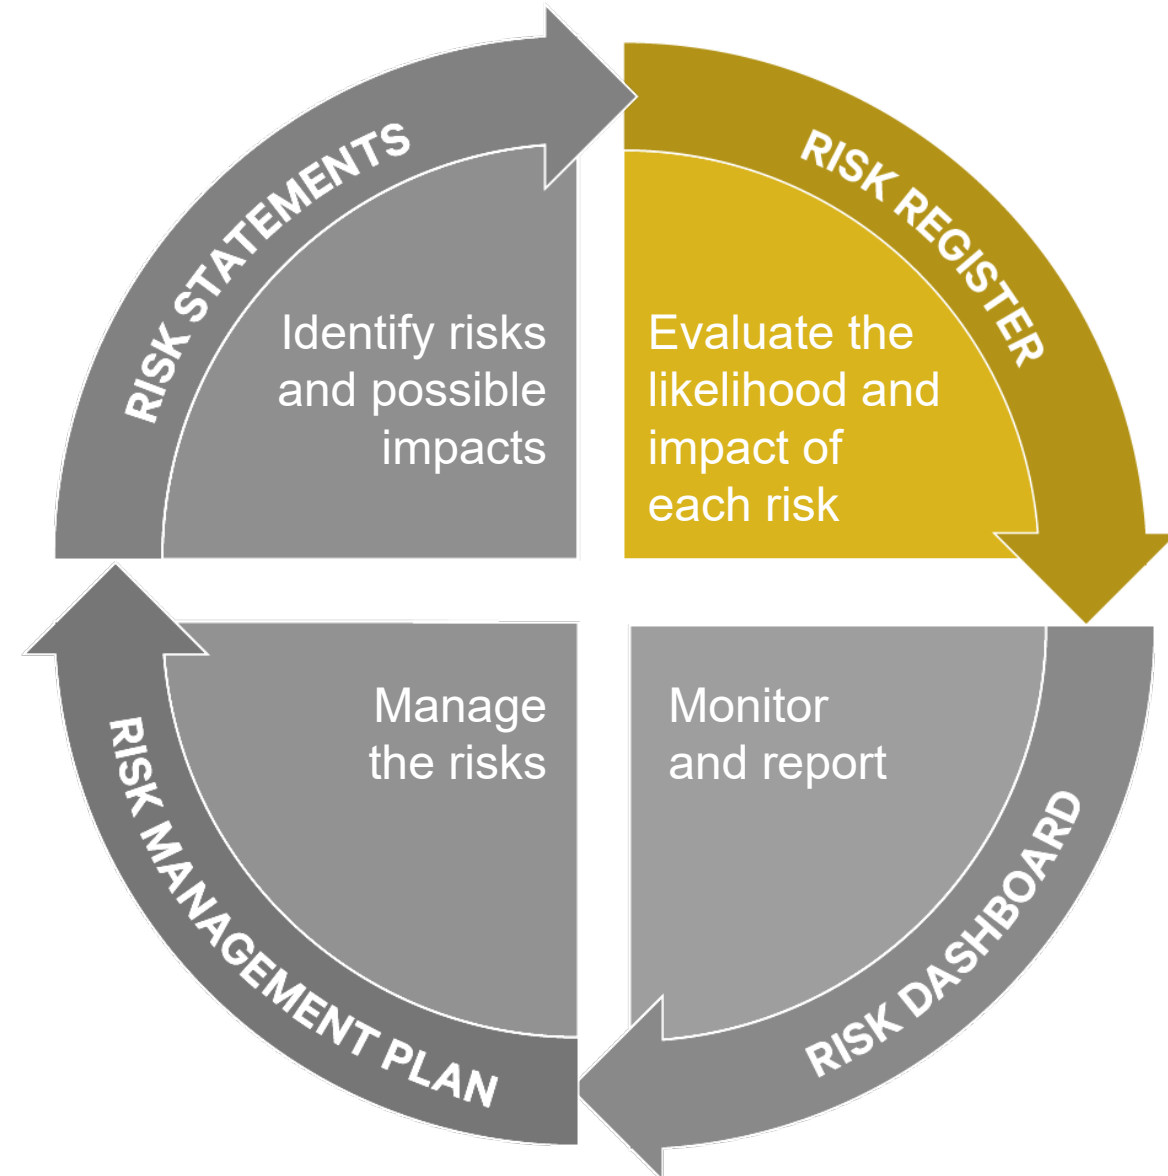 RISK STATEMENTS
Identify risks
and possible
impacts
RISK REGISTER
Evaluate the
likelihood and
impact of
each risk
RISK DASHBOARD
Monitor
and report
RISK MANAGEMENT PLAN
Manage
the risks